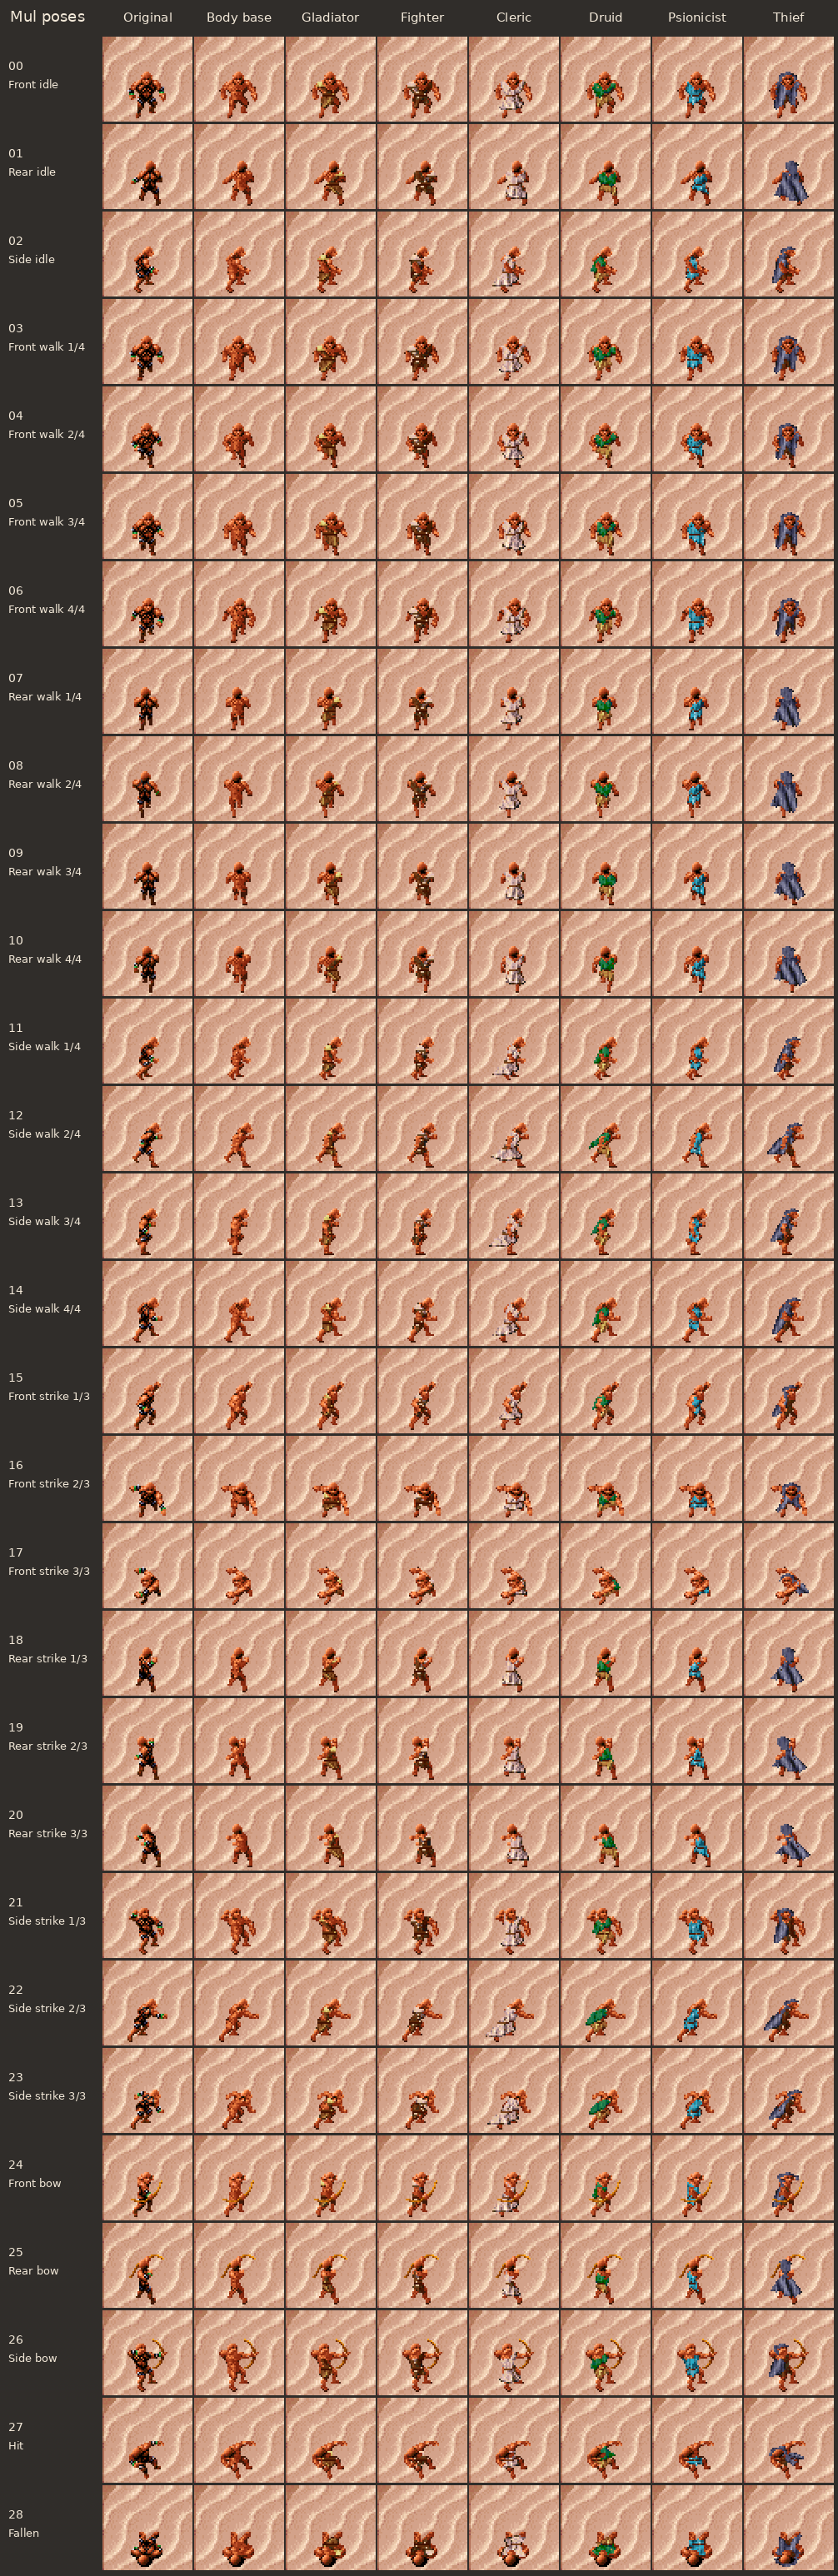 Mul poses Original Body base Gladiator Fighter Cleric Druid Psionicist Thief
00
Front idle
01
Rear idle
02
Side idle
03
Front walk 1/4
04
Front walk 2/4
05
Front walk 3/4
06
Front walk 4/4
07
Rear walk 1/4
08
Rear walk 2/4
09
Rear walk 3/4
10
Rear walk 4/4
11
Side walk 1/4
12
Side walk 2/4
13
Side walk 3/4
14
Side walk 4/4
15
Front strike 1/3
16
Front strike 2/3
17
Front strike 3/3
18
Rear strike 1/3
19
Rear strike 2/3
20
Rear strike 3/3
21
Side strike 1/3
22
Side strike 2/3
23
Side strike 3/3
24
Front bow
25
Rear bow
26
Side bow
27
Hit
28
Fallen